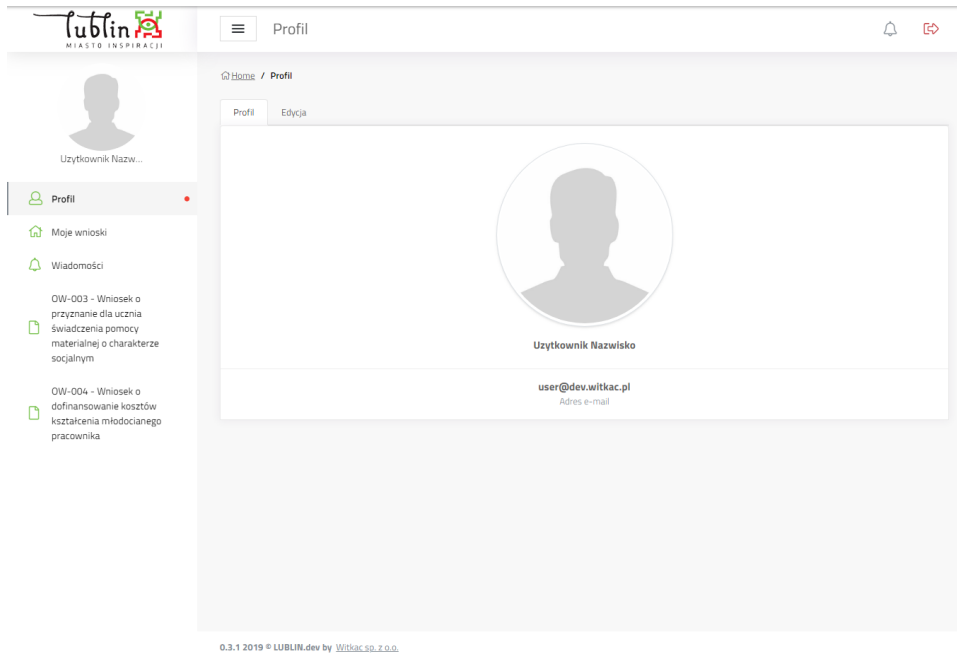 Lublin
MIASTO INSPIRACJI
Profil
Home / Profil
Profil Edycja
Uzytkownik Nazw...
Profil
Moje wnioski
Wiadomości
OW-003 - Wniosek o
przyznanie dla ucznia
świadczenia pomocy
materialnej o charakterze
socjalnym
OW-004 - Wniosek o
dofinansowanie kosztów
kształcenia młodocianego
pracownika
Uzytkownik Nazwisko
user@dev.witkac.pl
Adres e-mail
0.3.1 2019 © LUBLIN.dev by Witkac sp. z o.o.